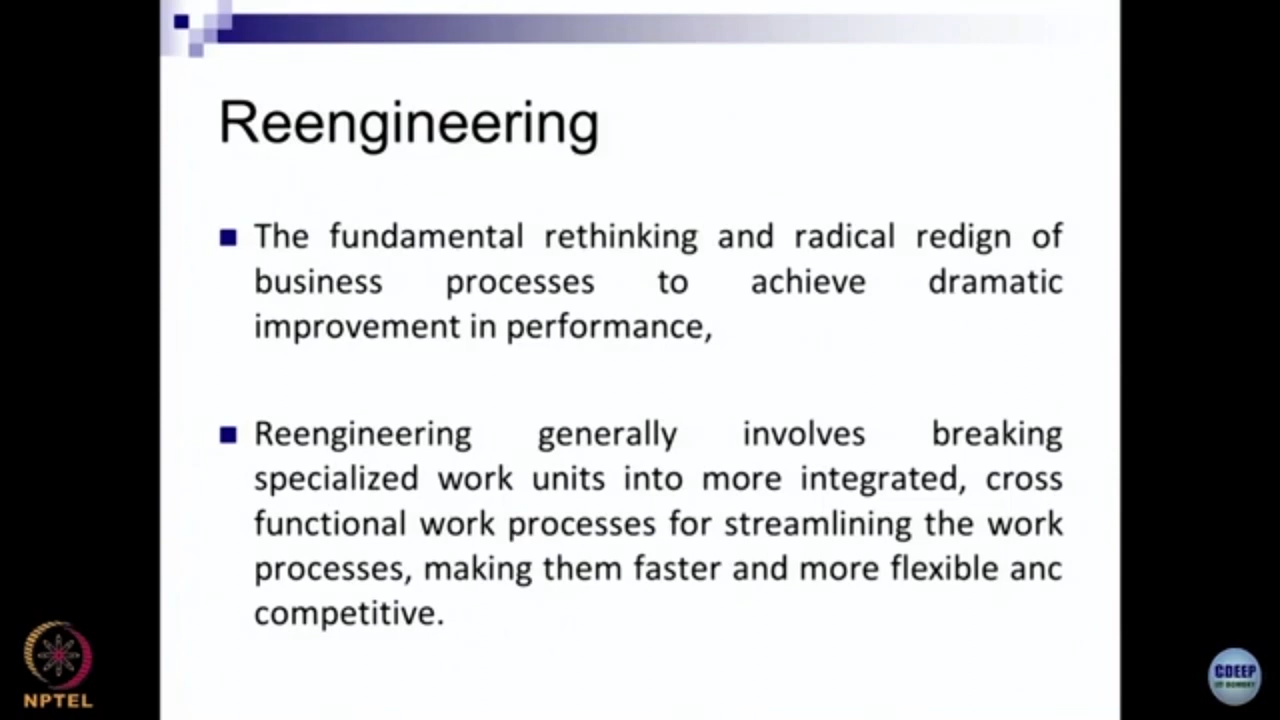 Reengineering
The fundamental rethinking and radical redign of
business processes to achieve dramatic
improvement in performance,
Reengineering generally involves breaking
specialized work units into more integrated, cross
functional work processes for streamlining the work
processes, making them faster and more flexible anc
competitive.
NPTEL
CDEEP
IIT BOMBAY